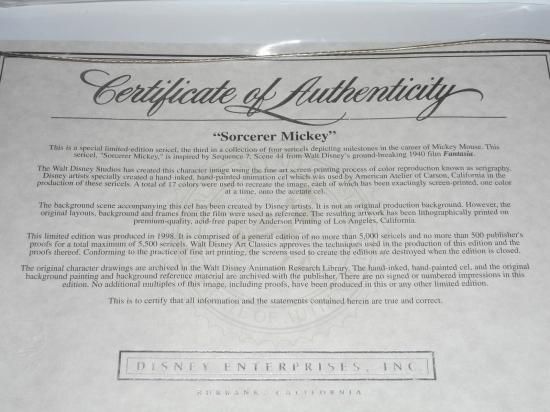 Certificate of Authenticity
"Sorcerer Mickey"
This is a special limited-edition sericel, the third in a collection of four sericels depicting milestones in the career of Mickey Mouse. This
sericel, "Sorcerer Mickey," is inspired by Sequence 7, Scene 44 from Walt Disney's ground-breaking 1940 film Fantasia.
The Walt Disney Studios has created this character image using the fine art screen-printing process of color reproduction known as serigraphy.
Disney artists specially created a hand-inked, hand-painted animation cel which was used by American Atelier of Carson, California in the
production of these sericels. A total of 17 colors were used to recreate the image, each of which has been exactingly screen-printed, one color
at a time, onto the acetate cel.
The background scene accompanying this cel has been created by Disney artists. It is not an original production background. However, the
original layouts, background and frames from the film were used as reference. The resulting artwork has been lithographically printed on
premium-quality, acid-free paper by Anderson Printing of Los Angeles, California.
This limited edition was produced in 1998. It is comprised of a general edition of no more than 5,000 sericels and no more than 500 publisher's
proofs for a total maximum of 5,500 sericels. Walt Disney Art Classics approves the techniques used in the production of this edition and the
proofs thereof. Conforming to the practice of fine art printing, the screens used to create the edition are destroyed when the edition is closed.
The original character drawings are archived in the Walt Disney Animation Research Library. The hand-inked, hand-painted cel, and the original
background painting and background reference material are archived with the publisher. There are no signed or numbered impressions in this
edition. No additional multiples of this image, including proofs, have been produced in this or any other limited edition.
This is to certify that all information and the statements contained herein are true and correct.
DISNEY ENTERPRISES, INC.
BURBANK, CALIFORNIA